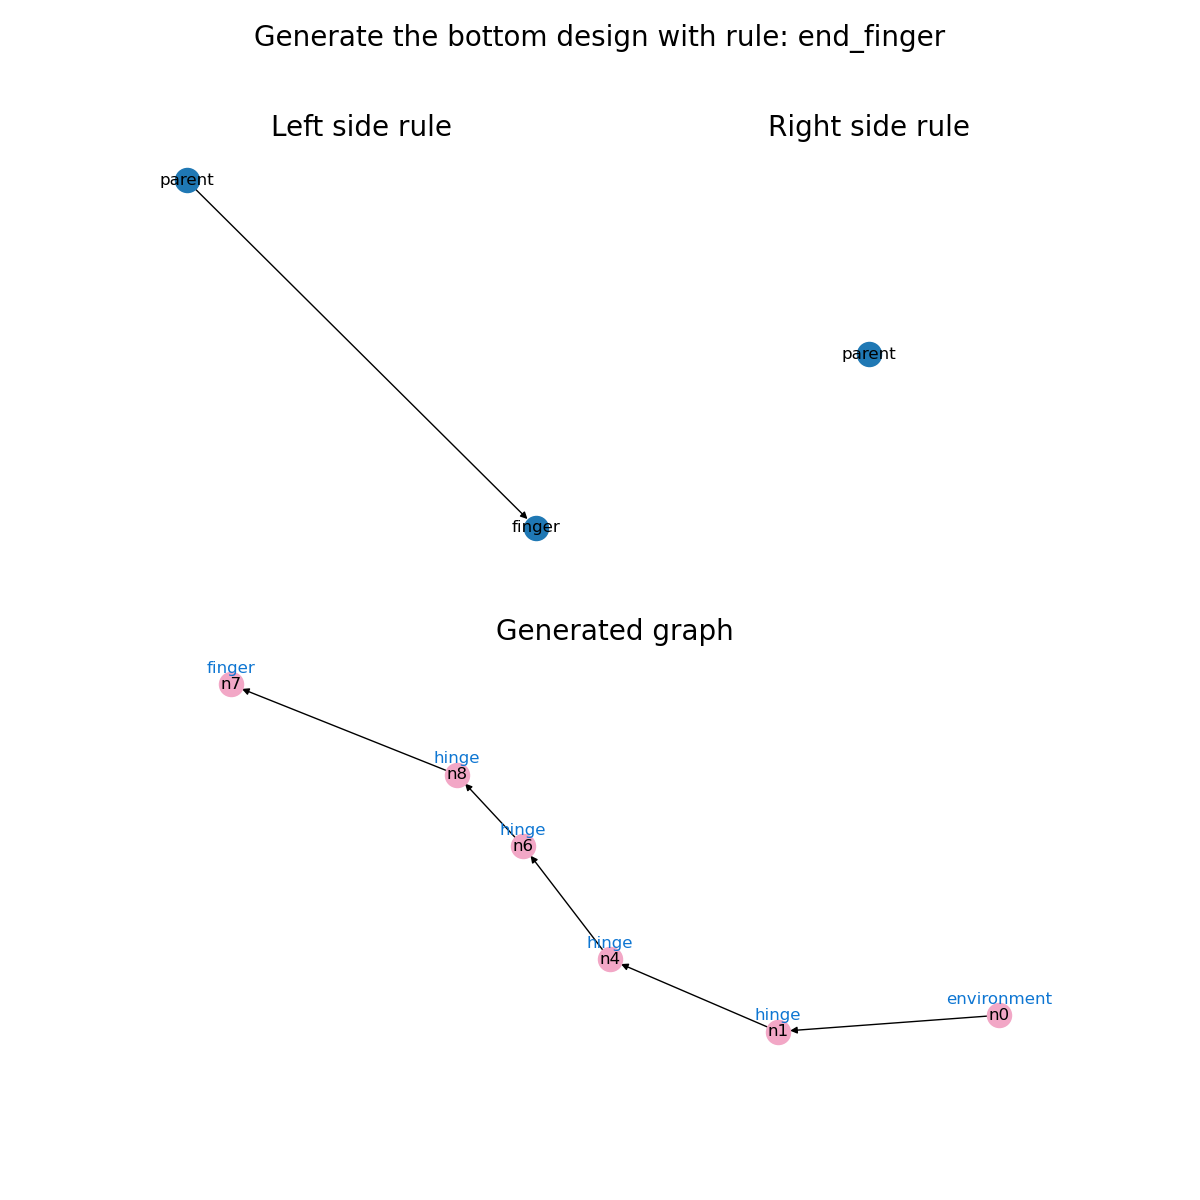 Generate the bottom design with rule: end_finger
Left side rule
Right side rule
parent
parent
finger
Generated graph
finger
n7
hinge
n8
hinge
n6
hinge
n4
environment
n0
hinge
n1